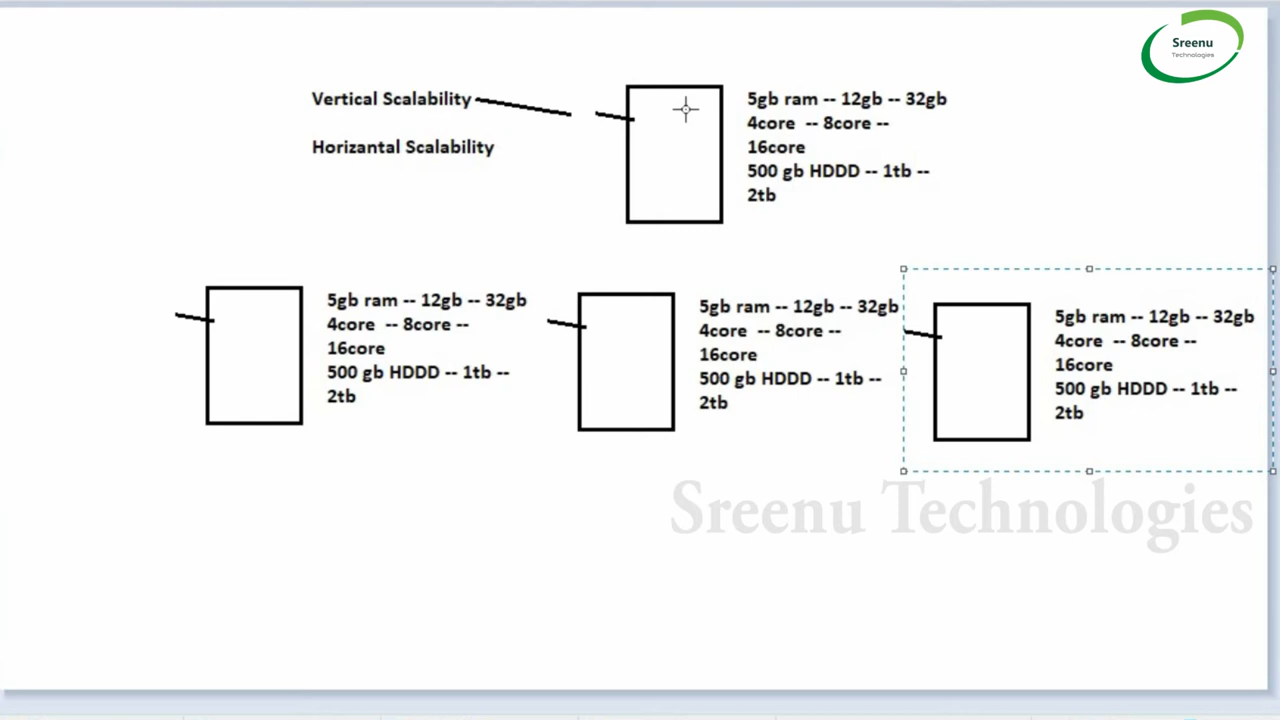 Sreenu
Technologies
Vertical Scalability
Horizantal Scalability
5gb ram -- 12gb -- 32gb
4core -- 8core --
16core
500 gb HDDD -- 1tb --
2tb
5gb ram -- 12gb -- 32gb
4core -- 8core --
16core
500 gb HDDD -- 1tb --
2tb
5gb ram -- 12gb -- 32gb
4core -- 8core --
16core
500 gb HDDD -- 1tb --
2tb
5gb ram -- 12gb -- 32gb
4core -- 8core --
16core
500 gb HDDD -- 1tb --
2tb
Sreenu Technologies